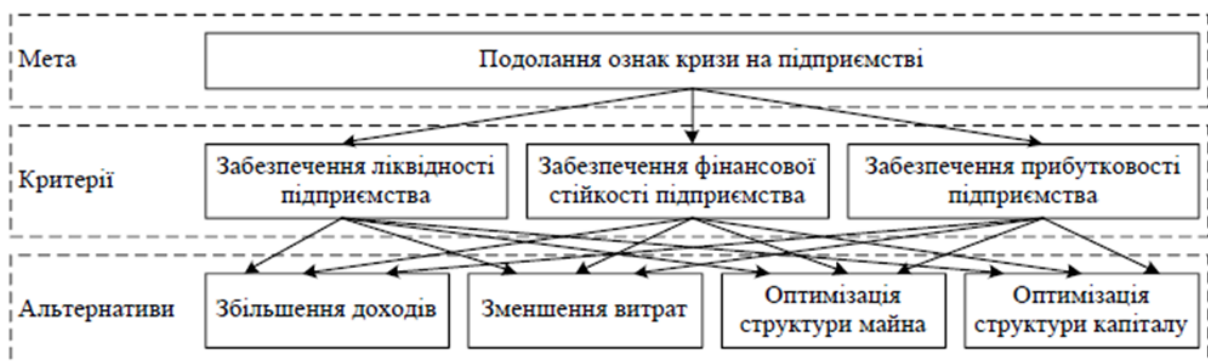 Мета
Подолання ознак кризи на підприємстві
Критерії
Забезпечення ліквідності
підприємства
Забезпечення фінансової
стійкості підприємства
Забезпечення прибутковості
підприємства
Альтернативи
Збільшення доходів
Зменшення витрат
Оптимізація
структури майна
Оптимізація
структури капіталу